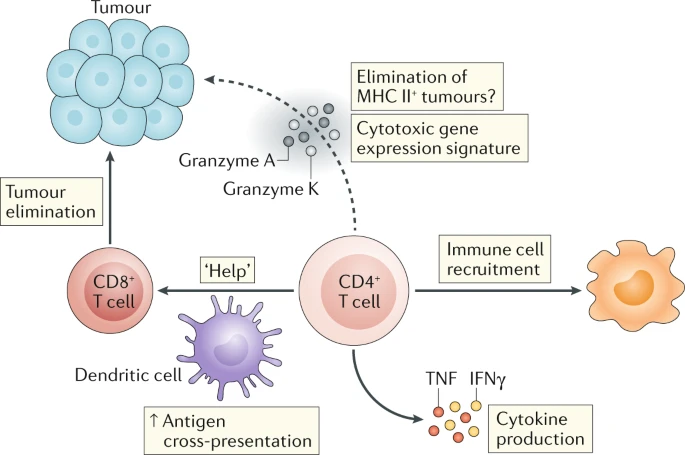 Tumour
Elimination of
MHC II⁺ tumours?
Cytotoxic gene
expression signature
Granzyme A
Granzyme K
Tumour
elimination
CD8⁺
T cell
'Help'
CD4⁺
T cell
Immune cell
recruitment
Dendritic cell
↑ Antigen
cross-presentation
TNF IFNγ
Cytokine
production